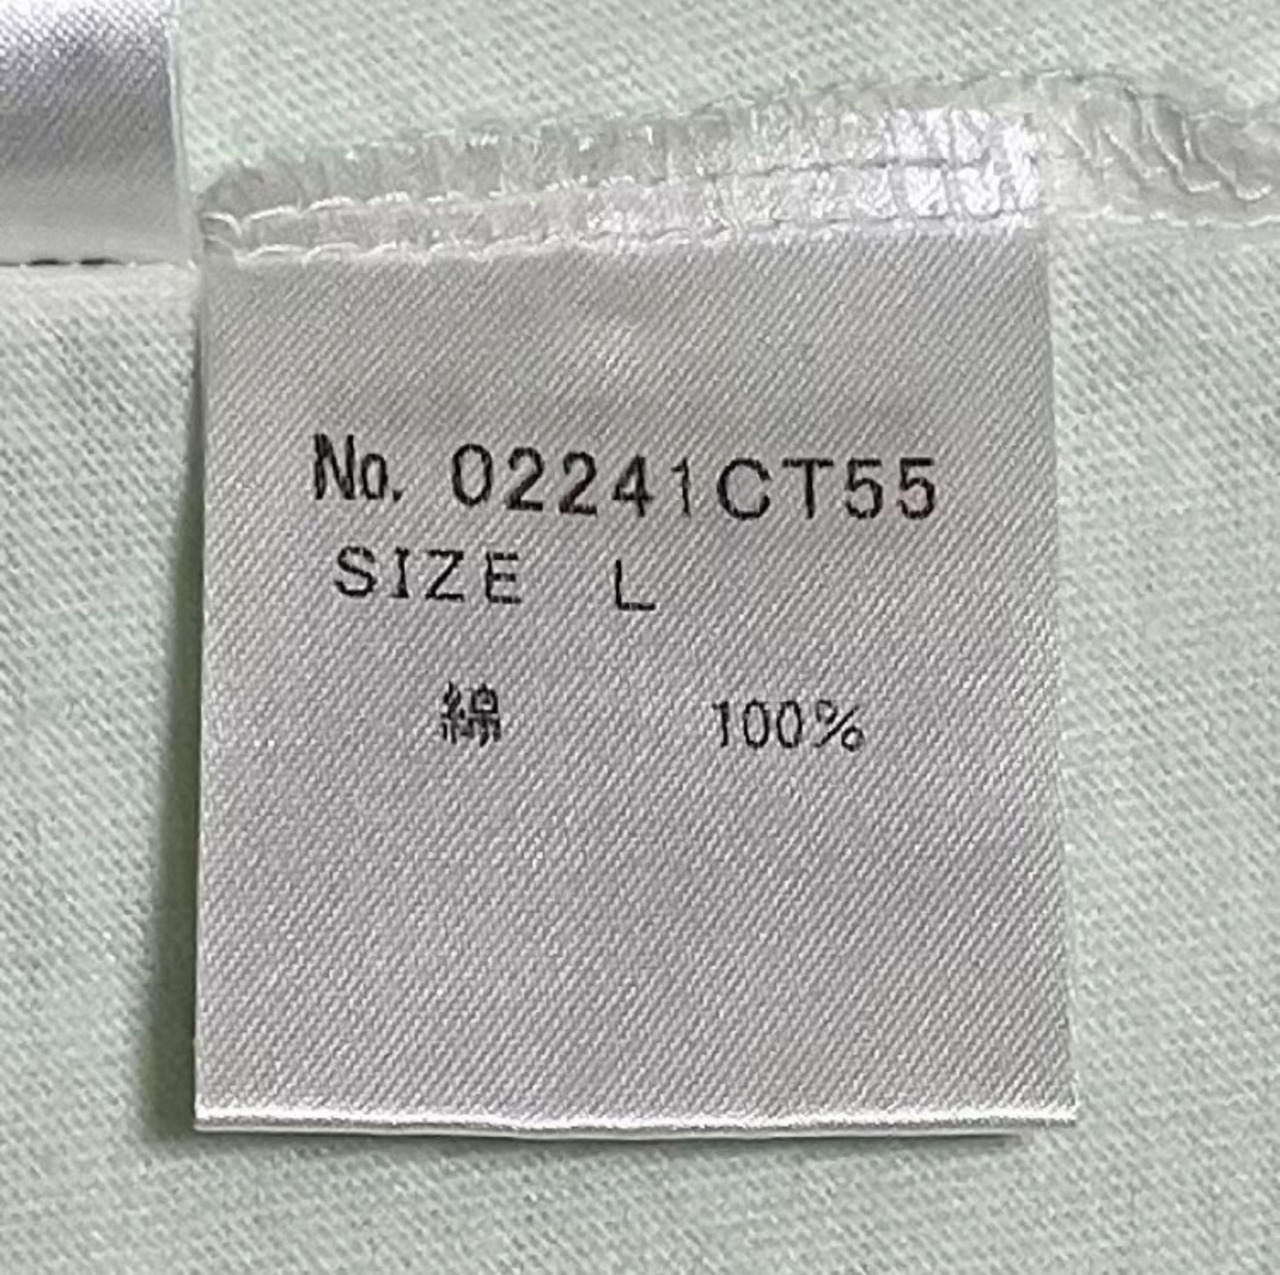 No. 02241CT55
SIZE L
綿 100%